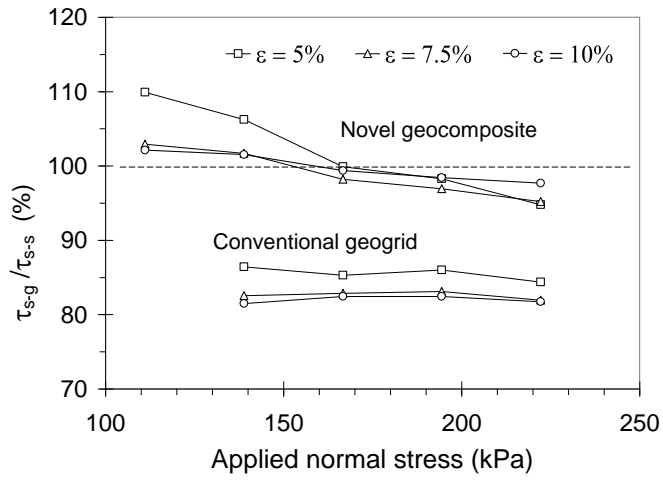 120
ε = 5%
ε = 7.5%
ε = 10%
110
Novel geocomposite
100
90
Conventional geogrid
80
70
100
150
200
250
τs-g /τs-s (%)
Applied normal stress (kPa)